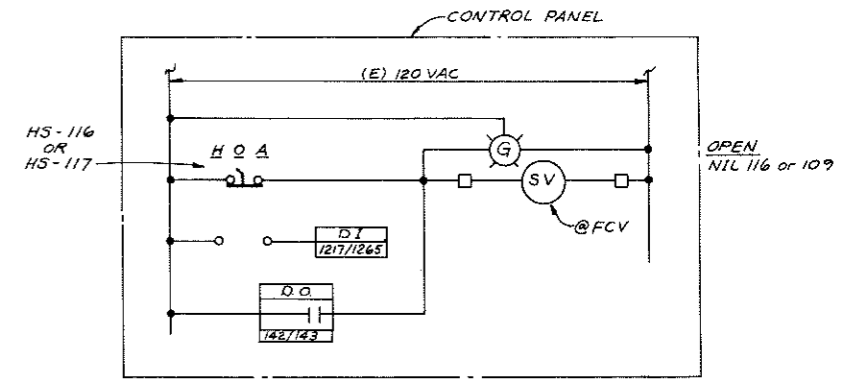 CONTROL PANEL
(E) 120 VAC
HS-116
OR
HS-117
H O A
G
OPEN
NIL 116 or 109
SV
@FCV
DI
1217/1265
D.O.
142/143